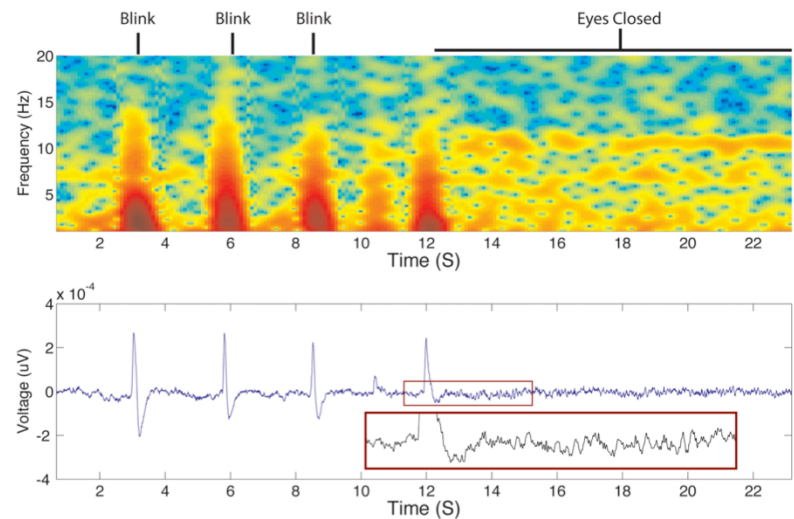 Blink Blink Blink Eyes Closed
20
15
10
5
Frequency (Hz)
2 4 6 8 10 12 14 16 18 20 22
Time (S)
4 x 10-4
2
0
-2
-4
Voltage (uV)
2 4 6 8 10 12 14 16 18 20 22
Time (S)